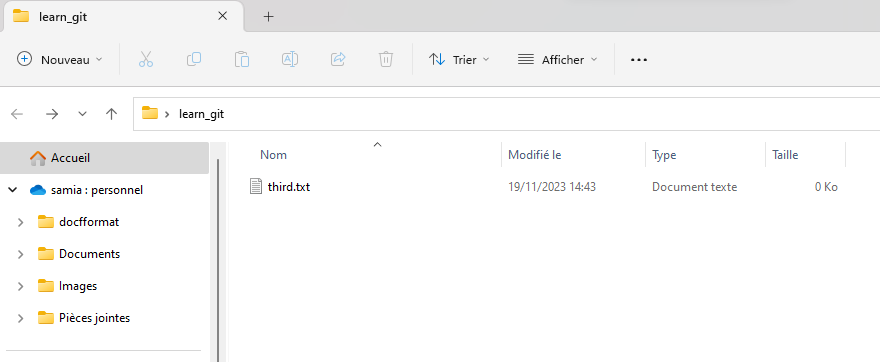 learn_git
Nouveau Trier Afficher
learn_git
Accueil
samia : personnel
docfformat
Documents
Images
Pièces jointes
Nom Modifié le Type Taille
third.txt 19/11/2023 14:43 Document texte 0 Ko